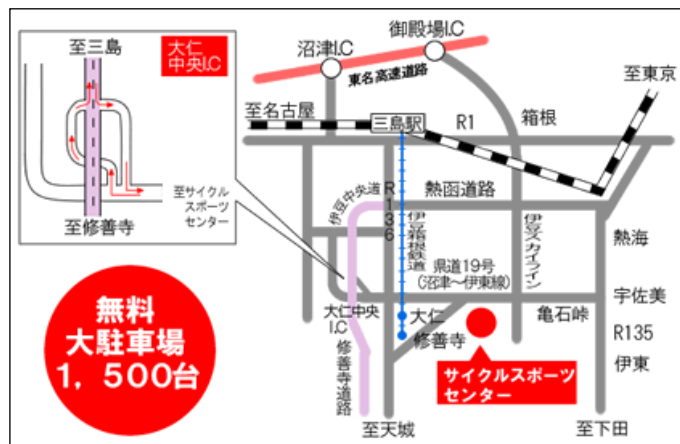 至三島
大仁
中央I.C
至サイクル
スポーツ
センター
至修善寺
無料
大駐車場
1,500台
御殿場I.C
沼津I.C
東名高速道路
至東京
至名古屋
三島駅
R1
箱根
伊豆中央道
R136
熱函道路
伊豆箱根鉄道
伊豆スカイライン
熱海
県道19号
(沼津〜伊東線)
宇佐美
大仁中央
I.C
大仁
亀石峠
修善寺
R135
サイクルスポーツ
センター
伊東
修善寺道路
至天城
至下田